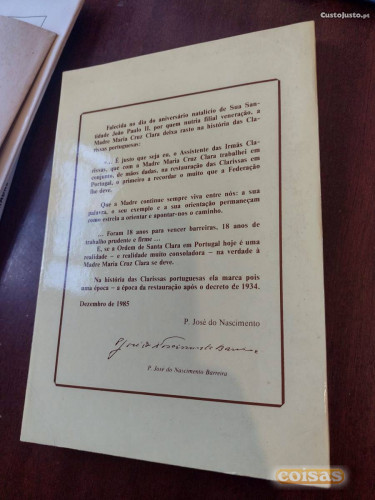 CustoJusto.pt
Falecida no dia do aniversário natalício de Sua San-
tidade João Paulo II, por quem nutria filial veneração, a
Madre Maria Cruz Clara deixa rasto na história das Cla-
rissas portuguesas:
«... É justo que seja eu, o Assistente das Irmãs Cla-
rissas, que com a Madre Maria Cruz Clara trabalhei em
conjunto, de mãos dadas, na restauração das Clarissas em
Portugal, o primeiro a recordar o muito que a Federação
lhe deve.
Que a Madre continue sempre viva entre nós: a sua
palavra, o seu exemplo e a sua orientação permaneçam
como estrela a orientar e apontar-nos o caminho.
... Foram 18 anos para vencer barreiras, 18 anos de
trabalho prudente e firme ...
E, se a Ordem de Santa Clara em Portugal hoje é uma
realidade – e realidade muito consoladora – na verdade à
Madre Maria Cruz Clara se deve.
Na história das Clarissas portuguesas ela marca pois
uma época – a época da restauração após o decreto de 1934.
Dezembro de 1985
P. José do Nascimento
P. José do Nascimento Barreira
P. José do Nascimento Barreira
coisas